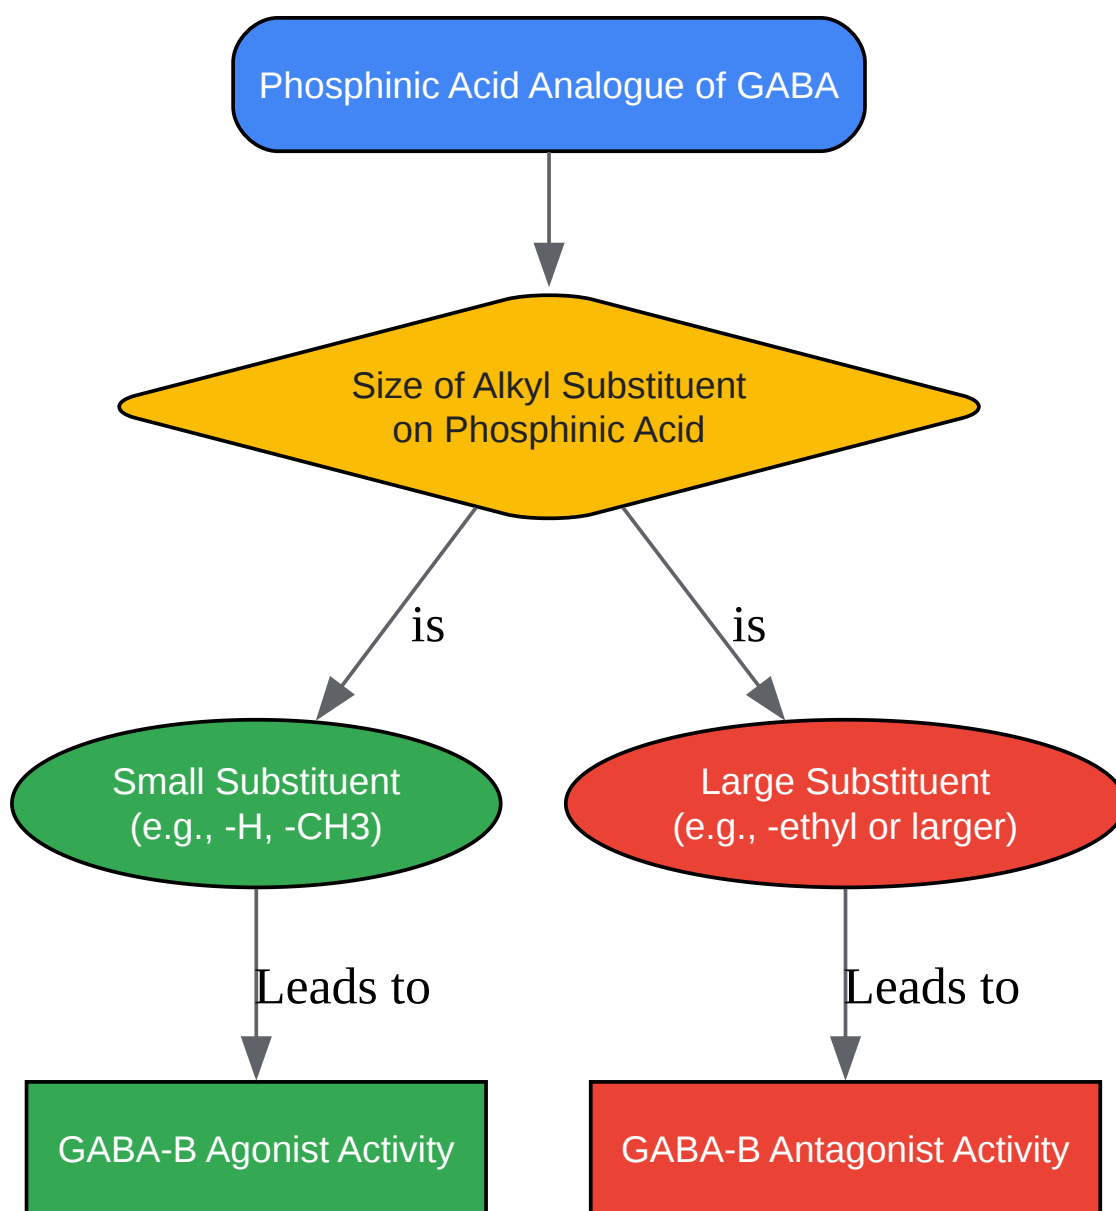 Phosphinic Acid Analogue of GABA
Size of Alkyl Substituent
on Phosphinic Acid
is
is
Small Substituent
(e.g., -H, -CH3)
Large Substituent
(e.g., -ethyl or larger)
Leads to
Leads to
GABA-B Agonist Activity
GABA-B Antagonist Activity